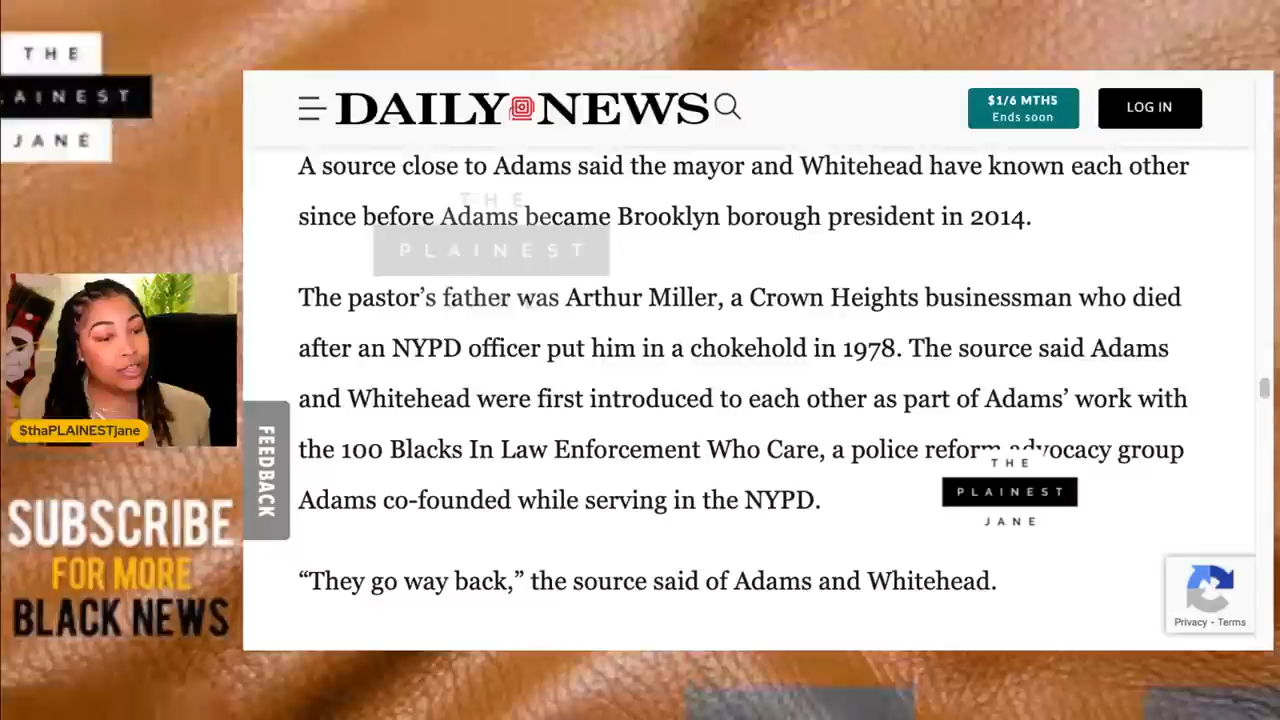 THE
LAINEST
JANE
DAILY NEWS
$1/6 MTHS
Ends soon
LOG IN
A source close to Adams said the mayor and Whitehead have known each other
since before Adams became Brooklyn borough president in 2014.
THE
PLAINEST
The pastor’s father was Arthur Miller, a Crown Heights businessman who died
after an NYPD officer put him in a chokehold in 1978. The source said Adams
and Whitehead were first introduced to each other as part of Adams’ work with
the 100 Blacks In Law Enforcement Who Care, a police reform advocacy group
Adams co-founded while serving in the NYPD.
THE
PLAINEST
JANE
“They go way back,” the source said of Adams and Whitehead.
FEEDBACK
Privacy - Terms
$thaPLAINESTjane
SUBSCRIBE
FOR MORE
BLACK NEWS